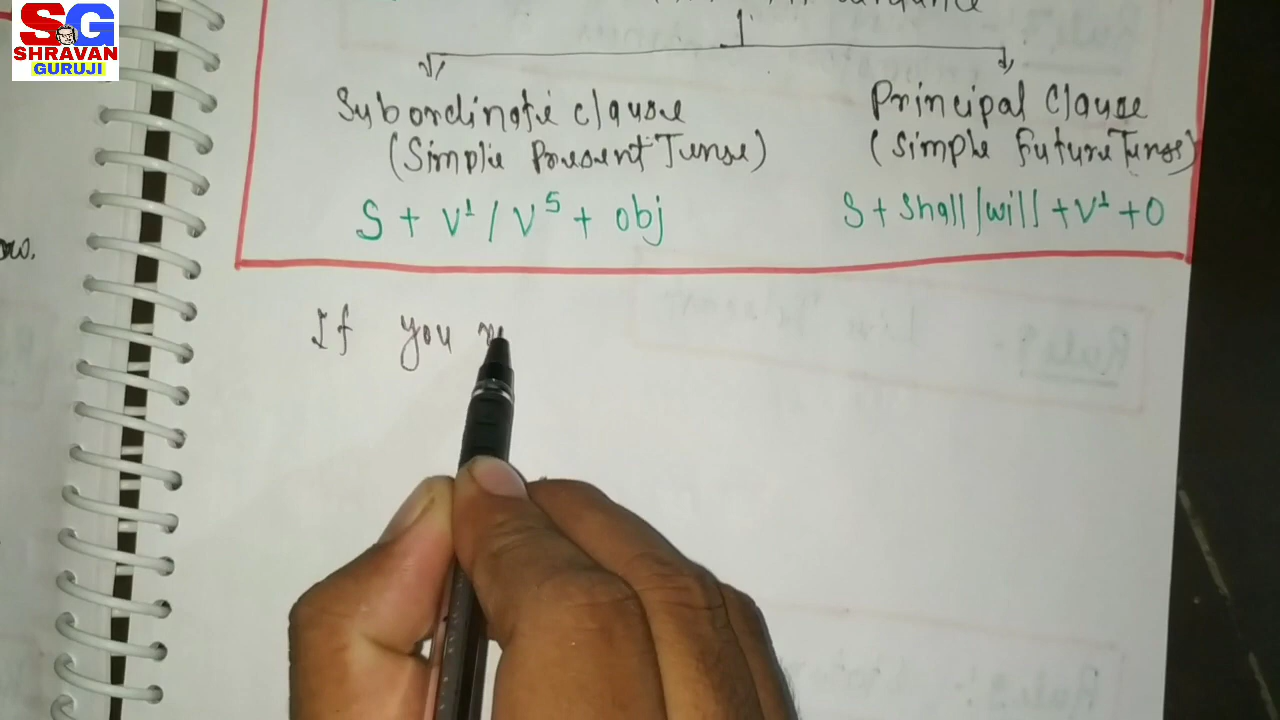 SG
SHRAVAN
GURUJI
Subordinate clause
Principal Clause
(Simple Present Tense)
(Simple Future Tense)
S + V¹ / V⁵ + obj
S + Shall / will + V¹ + O
ow.
If you